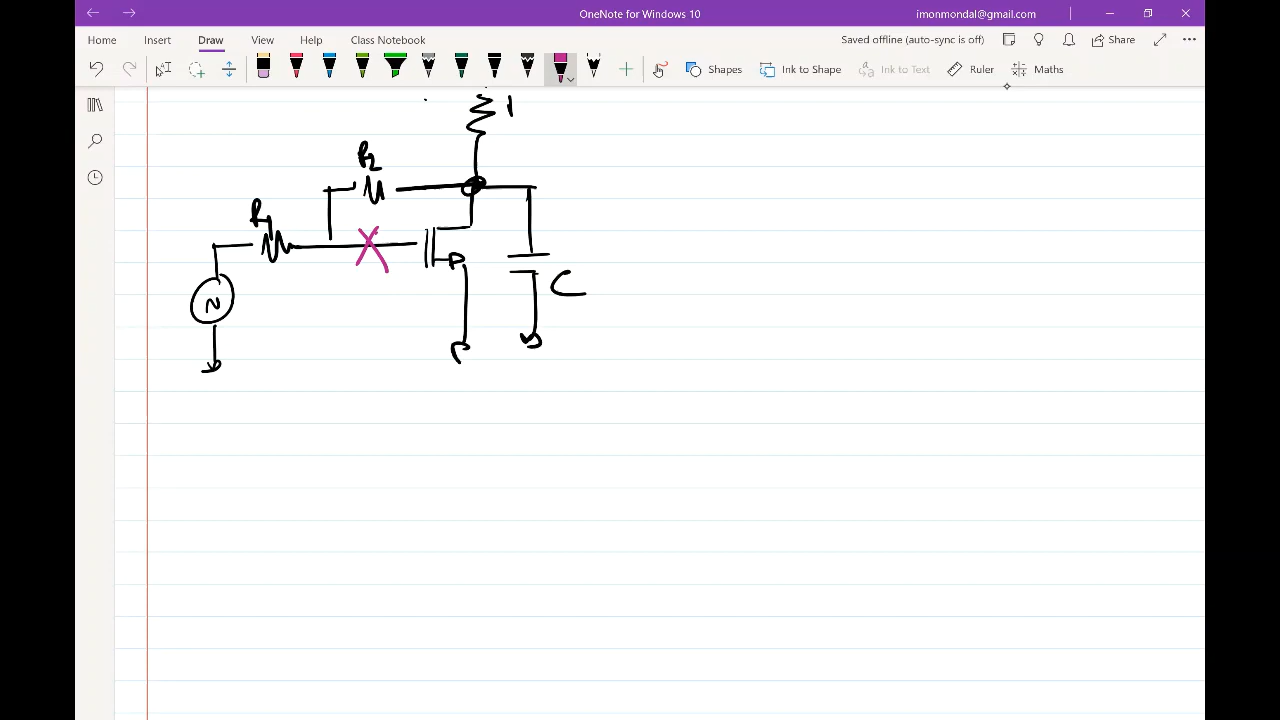 OneNote for Windows 10
imonmondal@gmail.com
Home Insert Draw View Help Class Notebook
Saved offline (auto-sync is off) Share
Shapes Ink to Shape Ink to Text Ruler Maths
R2
R1
C